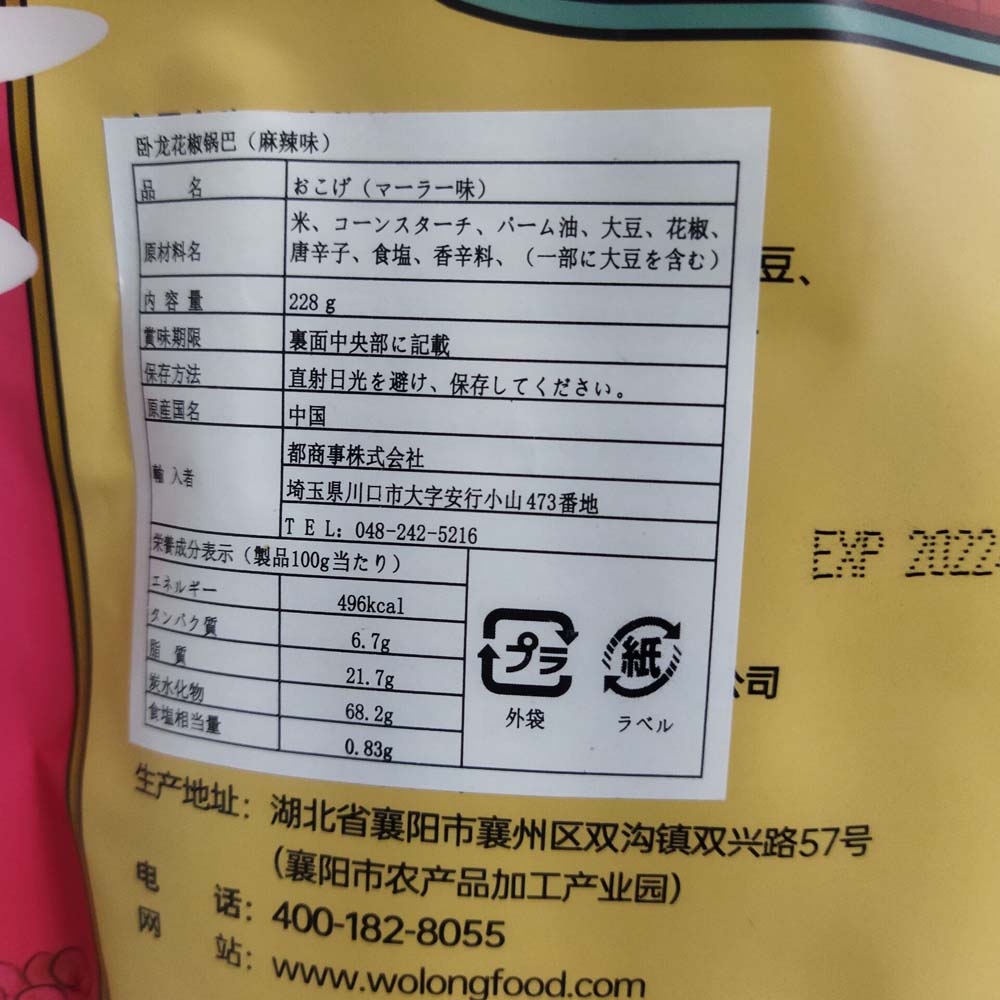 卧龙花椒锅巴（麻辣味）
品 名 おこげ（マーラー味）
原材料名 米、コーンスターチ、バーム油、大豆、花椒、
唐辛子、食塩、香辛料、（一部に大豆を含む）
内 容 量 228ｇ
賞味期限 裏面中央部に記載
保存方法 直射日光を避け、保存してください。
原産国名 中国
輸 入者 都商事株式会社
埼玉県川口市大字安行小山473番地
ＴＥＬ: 048-242-5216
栄養成分表示（製品100g当たり）
エネルギー 496kcal
タンパク質 6.7g
脂 質 21.7g
炭水化物 68.2g
食塩相当量 0.83g
プラ
外袋
紙
ラベル
豆、
EXP 2022
公司
生产地址：湖北省襄阳市襄州区双沟镇双兴路57号
（襄阳市农产品加工产业园）
电 话：400-182-8055
网 站：www.wolongfood.com